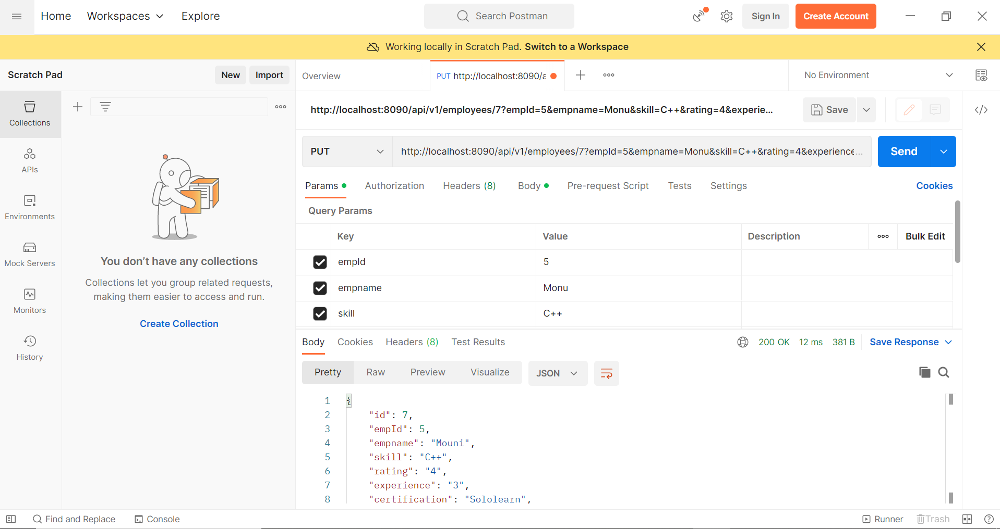 Home Workspaces Explore Search Postman Sign In Create Account
Working locally in Scratch Pad. Switch to a Workspace
Scratch Pad New Import
Overview PUT http://localhost:8090/a No Environment
Collections
APIs
Environments
Mock Servers
Monitors
History
You don’t have any collections
Collections let you group related requests,
making them easier to access and run.
Create Collection
http://localhost:8090/api/v1/employees/7?empId=5&empname=Monu&skill=C++&rating=4&experie... Save
PUT http://localhost:8090/api/v1/employees/7?empId=5&empname=Monu&skill=C++&rating=4&experience... Send
Params Authorization Headers (8) Body Pre-request Script Tests Settings Cookies
Query Params
Key Value Description Bulk Edit
empId 5
empname Monu
skill C++
Body Cookies Headers (8) Test Results 200 OK 12 ms 381 B Save Response
Pretty Raw Preview Visualize JSON
1 {
2 "id": 7,
3 "empId": 5,
4 "empname": "Mouni",
5 "skill": "C++",
6 "rating": "4",
7 "experience": "3",
8 "certification": "Sololearn",
Find and Replace Console Runner Trash